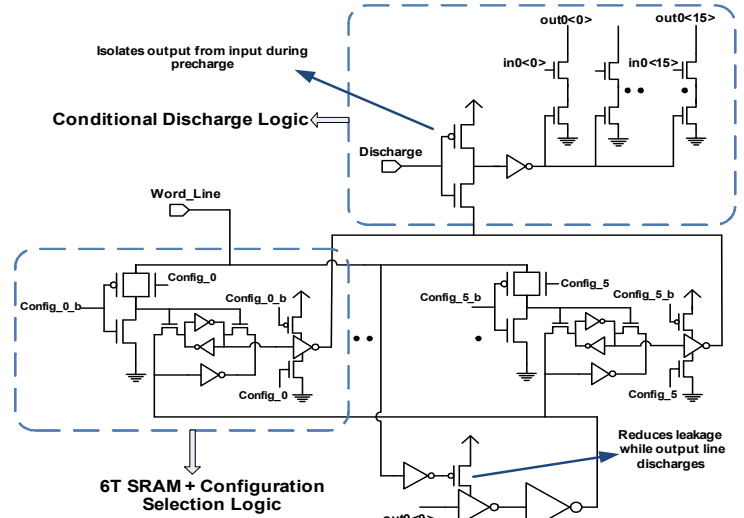 out0<0>
out0<15>
Isolates output from input during
precharge
in0<0>
in0<15>
Conditional Discharge Logic
Discharge
Word_Line
Config_0
Config_0_b
Config_0_b
Config_0
Config_5
Config_5_b
Config_5_b
Config_5
Reduces leakage
while output line
discharges
6T SRAM + Configuration
Selection Logic
out0<0>